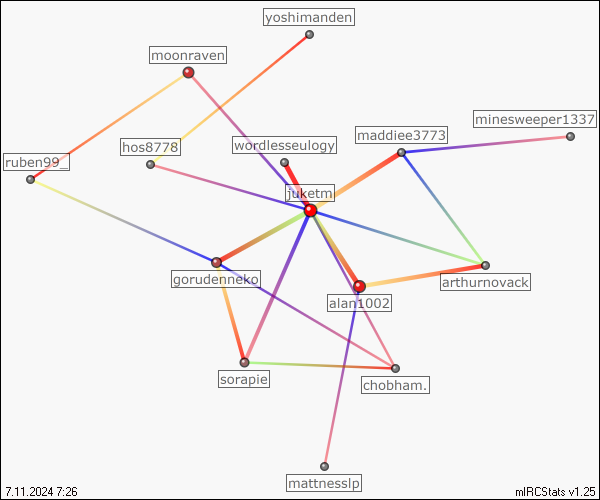 yoshimanden
moonraven
minesweeper1337
maddiee3773
wordlesseulogy
hos8778
ruben99_
juketm
gorudenneko
arthurnovack
alan1002
sorapie
chobham.
mattnesslp
7.11.2024 7:26
mIRCStats v1.25